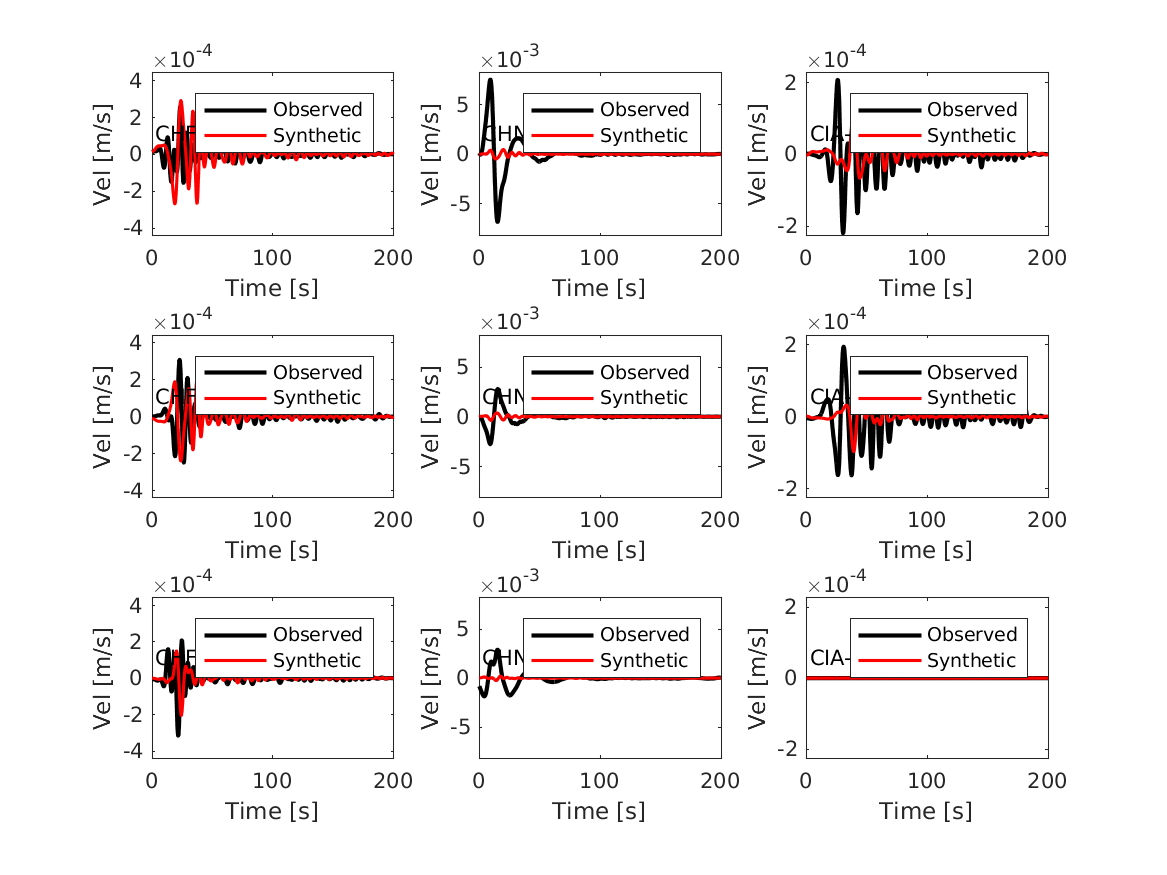 ×10-4
4
2
0
-2
-4
Vel [m/s]
Observed
Synthetic
0
100
200
Time [s]
×10-3
5
0
-5
Vel [m/s]
CHN
Observed
Synthetic
0
100
200
Time [s]
×10-4
2
0
-2
Vel [m/s]
CIA-
Observed
Synthetic
0
100
200
Time [s]
×10-4
4
2
0
-2
-4
Vel [m/s]
Observed
Synthetic
0
100
200
Time [s]
×10-3
5
0
-5
Vel [m/s]
CHN
Observed
Synthetic
0
100
200
Time [s]
×10-4
2
0
-2
Vel [m/s]
CIA-
Observed
Synthetic
0
100
200
Time [s]
×10-4
4
2
0
-2
-4
Vel [m/s]
Observed
Synthetic
0
100
200
Time [s]
×10-3
5
0
-5
Vel [m/s]
CHN
Observed
Synthetic
0
100
200
Time [s]
×10-4
2
0
-2
Vel [m/s]
CIA-
Observed
Synthetic
0
100
200
Time [s]